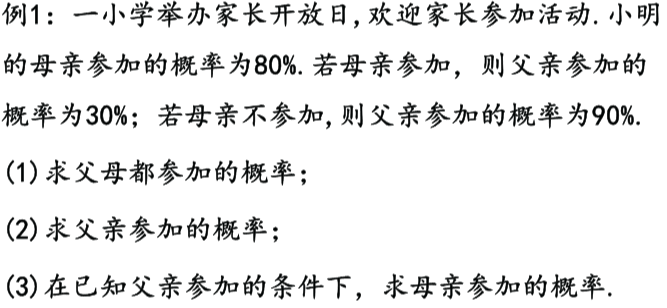 例1：一小学举办家长开放日,欢迎家长参加活动.小明
的母亲参加的概率为80%.若母亲参加，则父亲参加的
概率为30%；若母亲不参加,则父亲参加的概率为90%.
(1)求父母都参加的概率；
(2)求父亲参加的概率；
(3)在已知父亲参加的条件下，求母亲参加的概率.